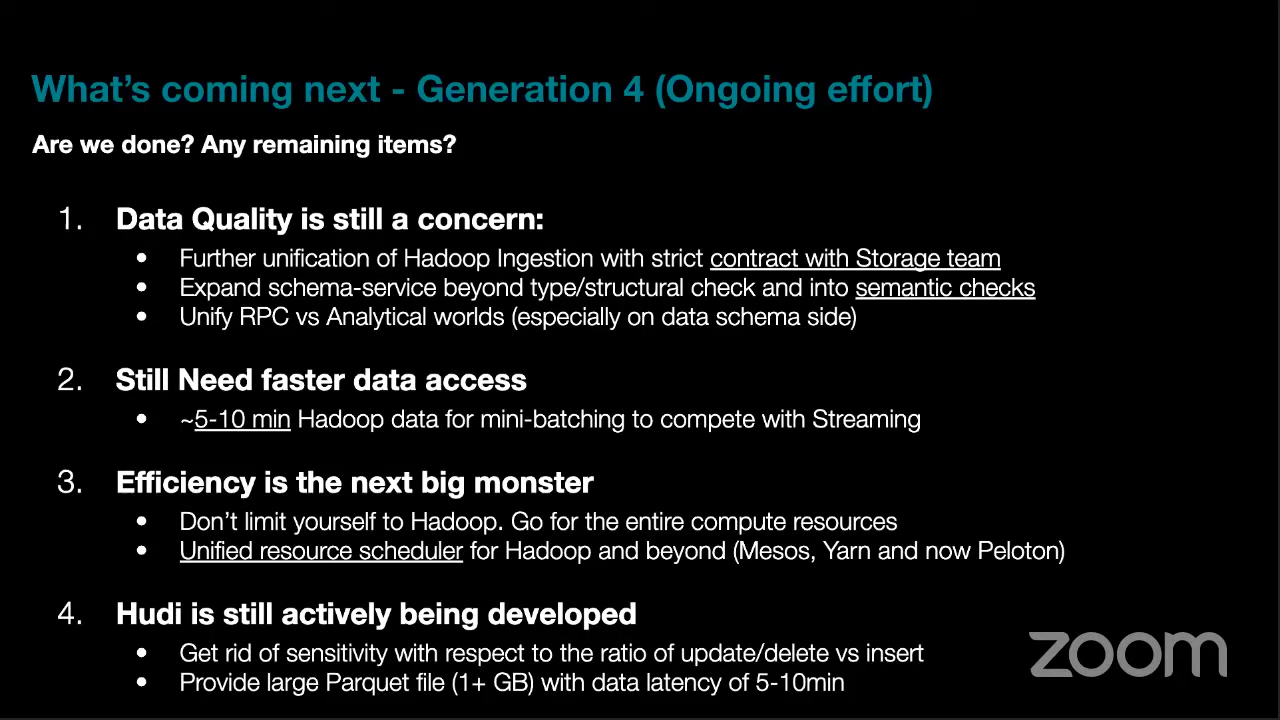 What’s coming next - Generation 4 (Ongoing effort)
Are we done? Any remaining items?
1. Data Quality is still a concern:
• Further unification of Hadoop Ingestion with strict contract with Storage team
• Expand schema-service beyond type/structural check and into semantic checks
• Unify RPC vs Analytical worlds (especially on data schema side)
2. Still Need faster data access
• ~5-10 min Hadoop data for mini-batching to compete with Streaming
3. Efficiency is the next big monster
• Don’t limit yourself to Hadoop. Go for the entire compute resources
• Unified resource scheduler for Hadoop and beyond (Mesos, Yarn and now Peloton)
4. Hudi is still actively being developed
• Get rid of sensitivity with respect to the ratio of update/delete vs insert
• Provide large Parquet file (1+ GB) with data latency of 5-10min
zoom